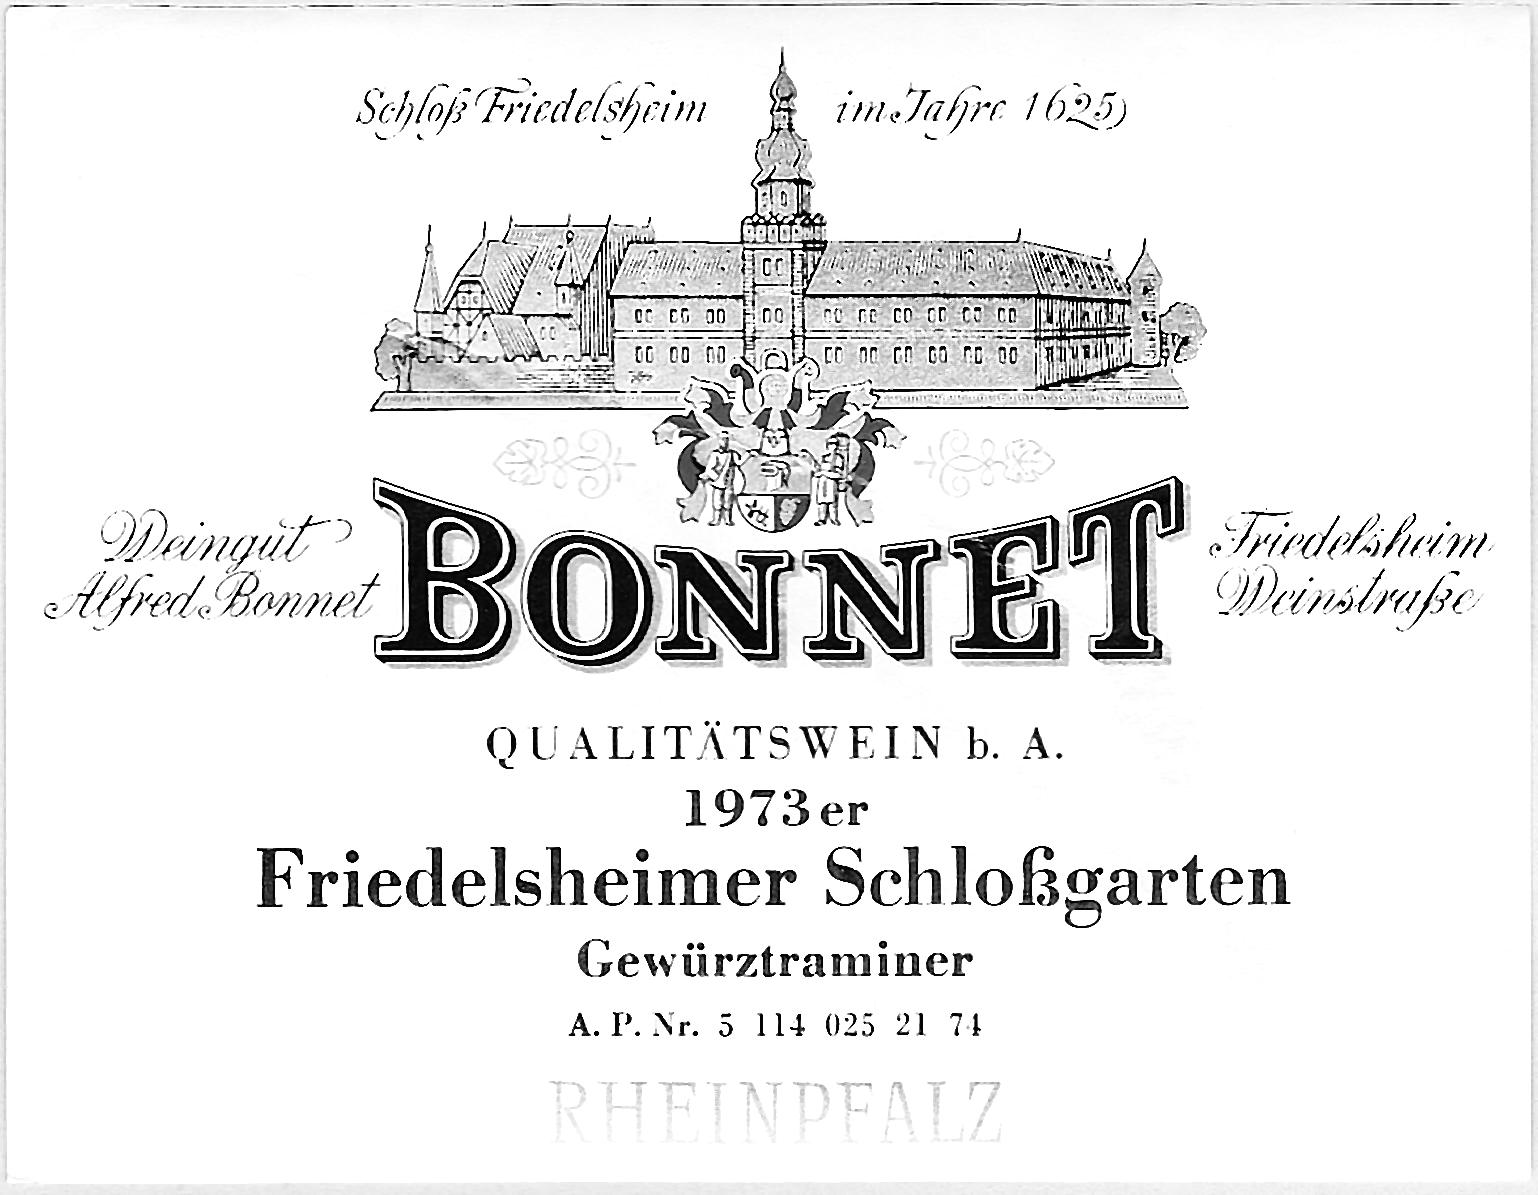 Schloß Friedelsheim im Jahre 1625
Weingut
Alfred Bonnet
BONNET
Friedelsheim
Weinstraße
QUALITÄTSWEIN b. A.
1973er
Friedelsheimer Schloßgarten
Gewürztraminer
A. P. Nr. 5 114 025 21 74
RHEINPFALZ